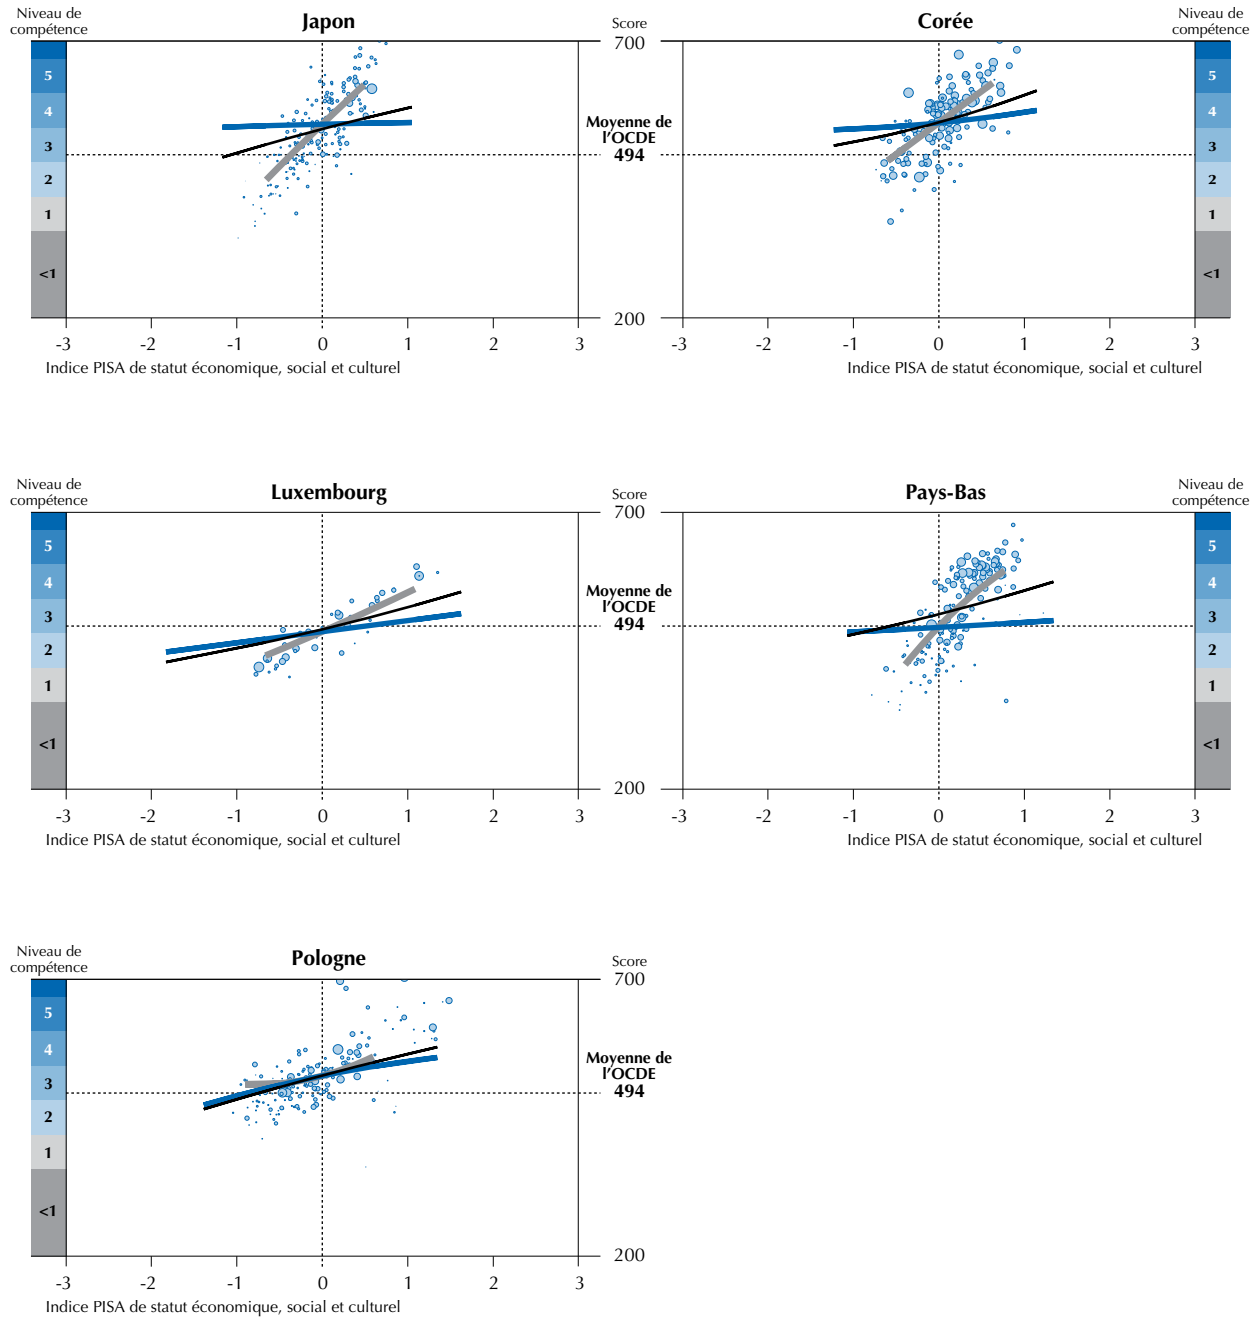 Niveau de
compétence
Japon
Score
700
Corée
Niveau de
compétence
5
4
3
2
1
<1
Moyenne de
l'OCDE
494
5
4
3
2
1
<1
200
-3 -2 -1 0 1 2 3
-3 -2 -1 0 1 2 3
Indice PISA de statut économique, social et culturel
Indice PISA de statut économique, social et culturel
Niveau de
compétence
Luxembourg
Score
700
Pays-Bas
Niveau de
compétence
5
4
3
2
1
<1
Moyenne de
l'OCDE
494
5
4
3
2
1
<1
200
-3 -2 -1 0 1 2 3
-3 -2 -1 0 1 2 3
Indice PISA de statut économique, social et culturel
Indice PISA de statut économique, social et culturel
Niveau de
compétence
Pologne
Score
700
5
4
3
2
1
<1
Moyenne de
l'OCDE
494
200
-3 -2 -1 0 1 2 3
Indice PISA de statut économique, social et culturel